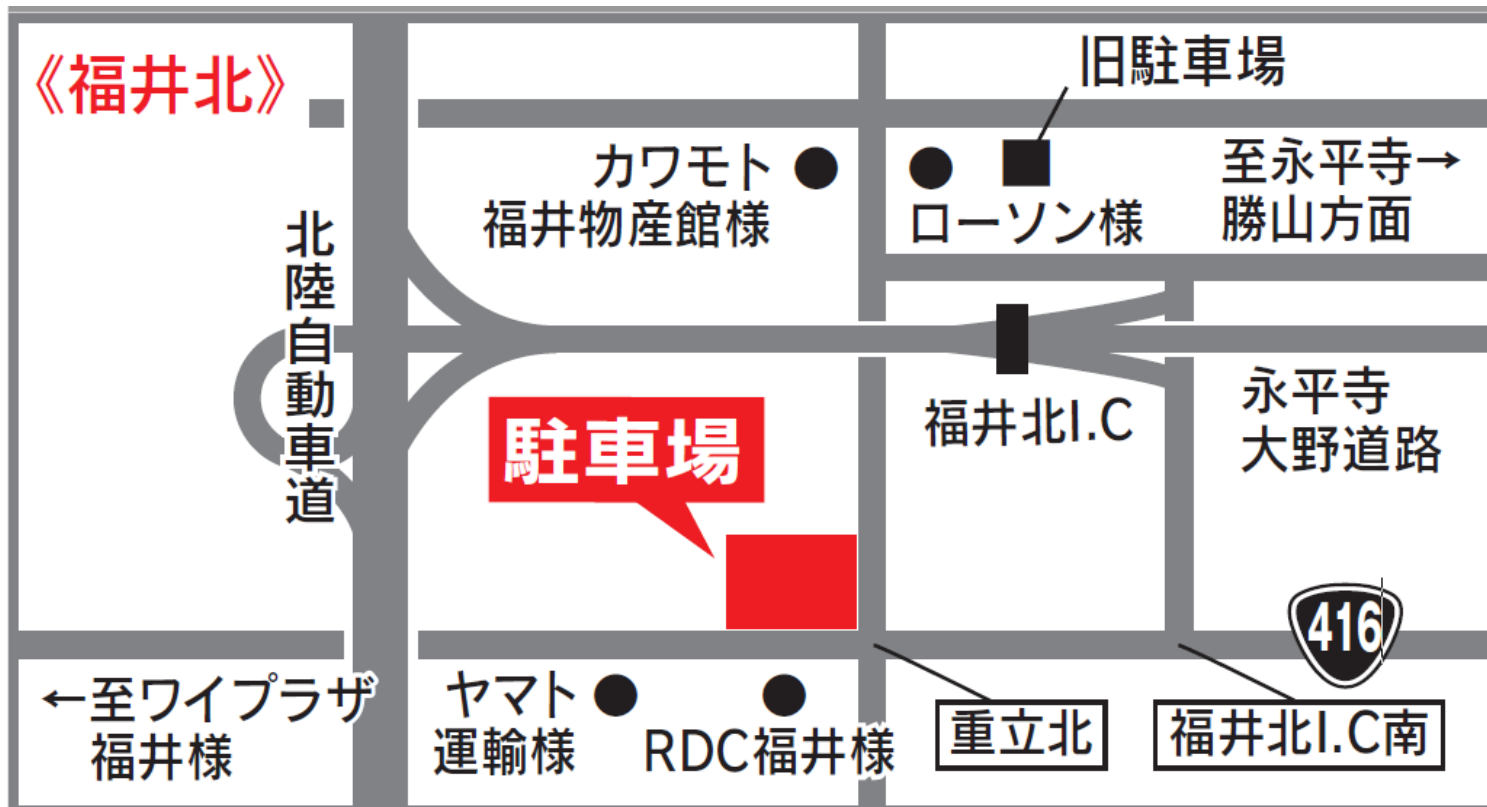 《福井北》
旧駐車場
カワモト
福井物産館様
ローソン様
至永平寺→
勝山方面
北陸自動車道
福井北I.C
永平寺
大野道路
駐車場
416
←至ワイプラザ
福井様
ヤマト
運輸様
RDC福井様
重立北
福井北I.C南